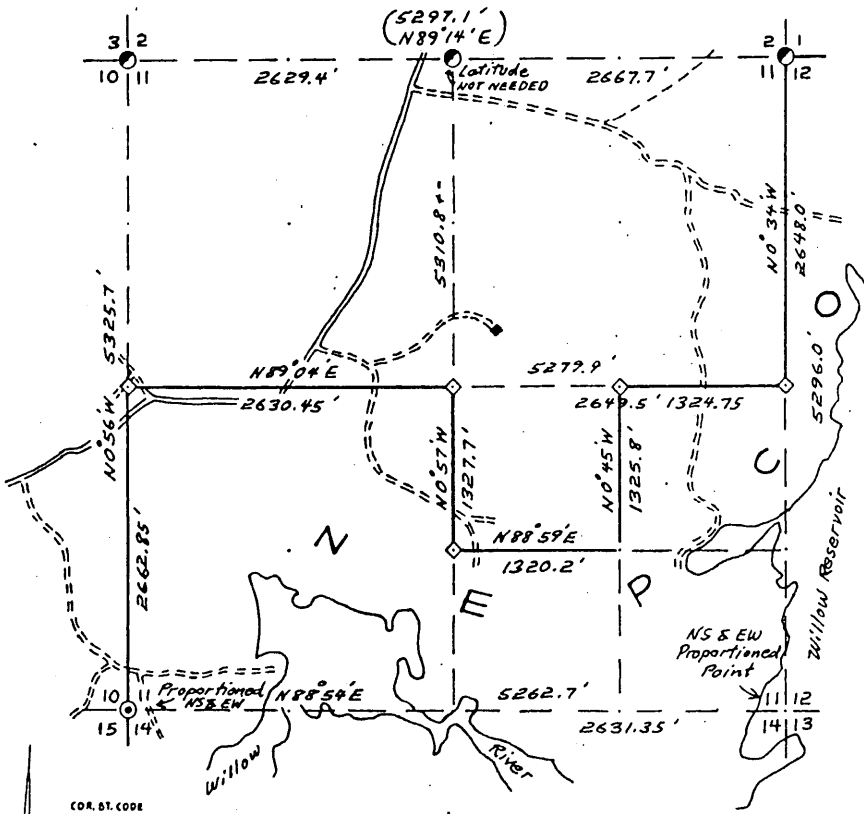 (5297.1'
N89°14'E)
3 2
10 11
2 1
11 12
2629.4'
Latitude
NOT NEEDED
2667.7'
5310.8+-
N0°34'W
2648.0'
O
5325.7'
N89°04'E
2630.45'
5279.9'
2649.5' 1324.75
5296.0'
N0°56'W
2662.85'
N0°57'W
1327.7'
N0°45'W
1325.8'
C
N
N88°59'E
1320.2'
E
P
Willow Reservoir
NS & EW
Proportioned
Point
10 11
15 14
Proportioned
NS & EW
N88°54'E
5262.7'
2631.35'
11 12
14 13
Willow
River
COR. ST. CODE